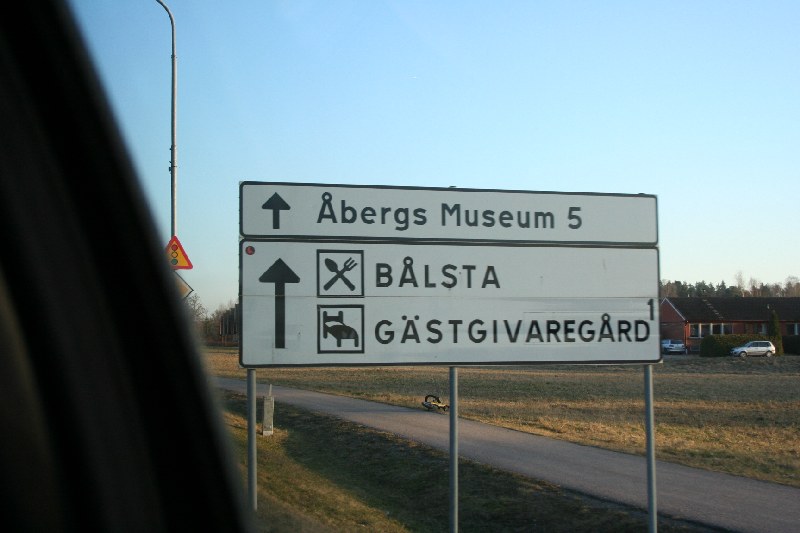 Åbergs Museum 5
BÅLSTA
GÄSTGIVAREGÅRD 1